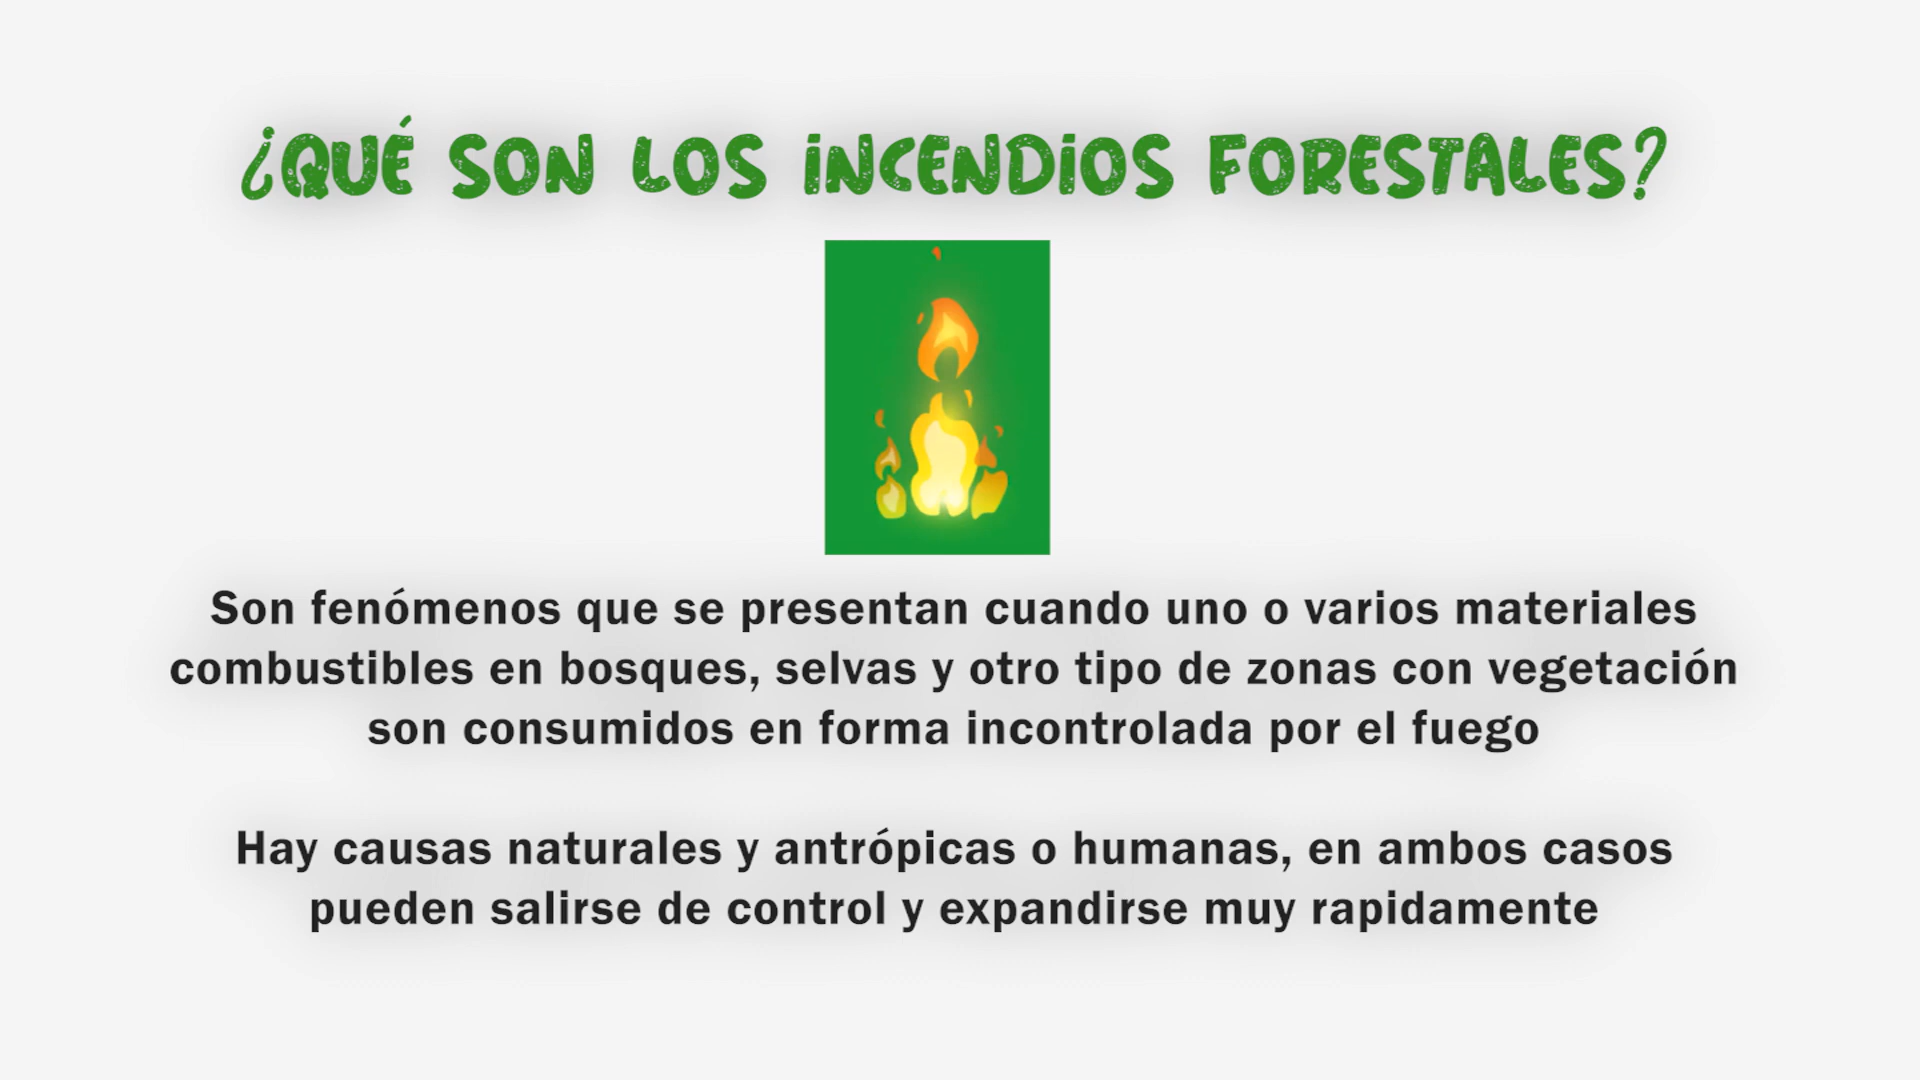 ¿QUÉ SON LOS INCENDIOS FORESTALES?
Son fenómenos que se presentan cuando uno o varios materiales
combustibles en bosques, selvas y otro tipo de zonas con vegetación
son consumidos en forma incontrolada por el fuego
Hay causas naturales y antrópicas o humanas, en ambos casos
pueden salirse de control y expandirse muy rapidamente